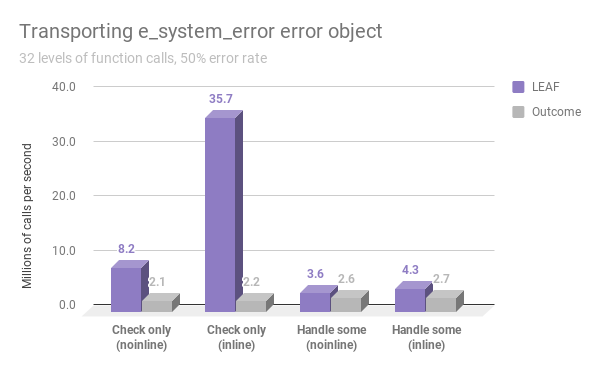 Transporting e_system_error error object
32 levels of function calls, 50% error rate
LEAF
Outcome
Millions of calls per second
40.0
30.0
20.0
10.0
0.0
8.2
2.1
35.7
2.2
3.6
2.6
4.3
2.7
Check only
(noinline)
Check only
(inline)
Handle some
(noinline)
Handle some
(inline)